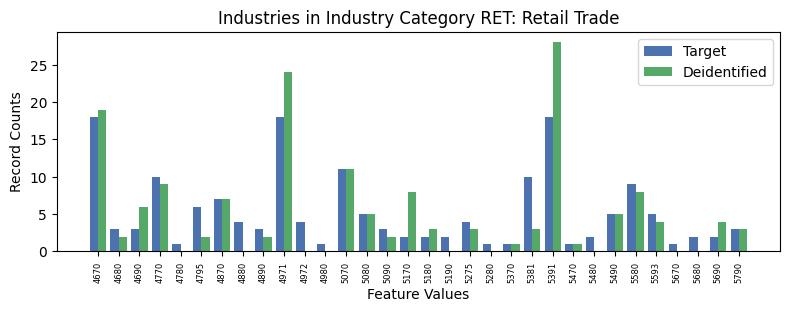 Industries in Industry Category RET: Retail Trade
Target
Deidentified
Record Counts
25
20
15
10
5
0
4670 4680 4690 4770 4780 4795 4870 4880 4890 4971 4972 4980 5070 5080 5090 5170 5180 5190 5275 5280 5370 5381 5391 5470 5480 5490 5580 5593 5670 5680 5690 5790
Feature Values